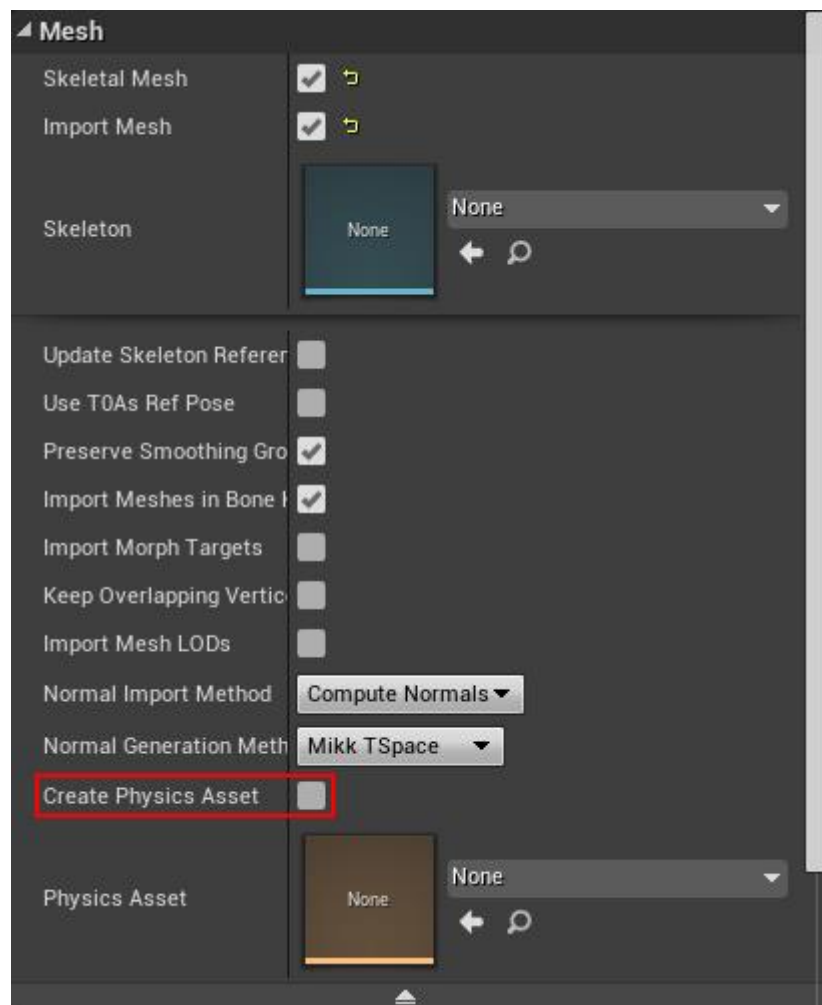 Mesh
Skeletal Mesh
Import Mesh
Skeleton
None
None
Update Skeleton Referer
Use T0As Ref Pose
Preserve Smoothing Gro
Import Meshes in Bone H
Import Morph Targets
Keep Overlapping Vertic
Import Mesh LODs
Normal Import Method Compute Normals
Normal Generation Meth Mikk TSpace
Create Physics Asset
Physics Asset
None
None